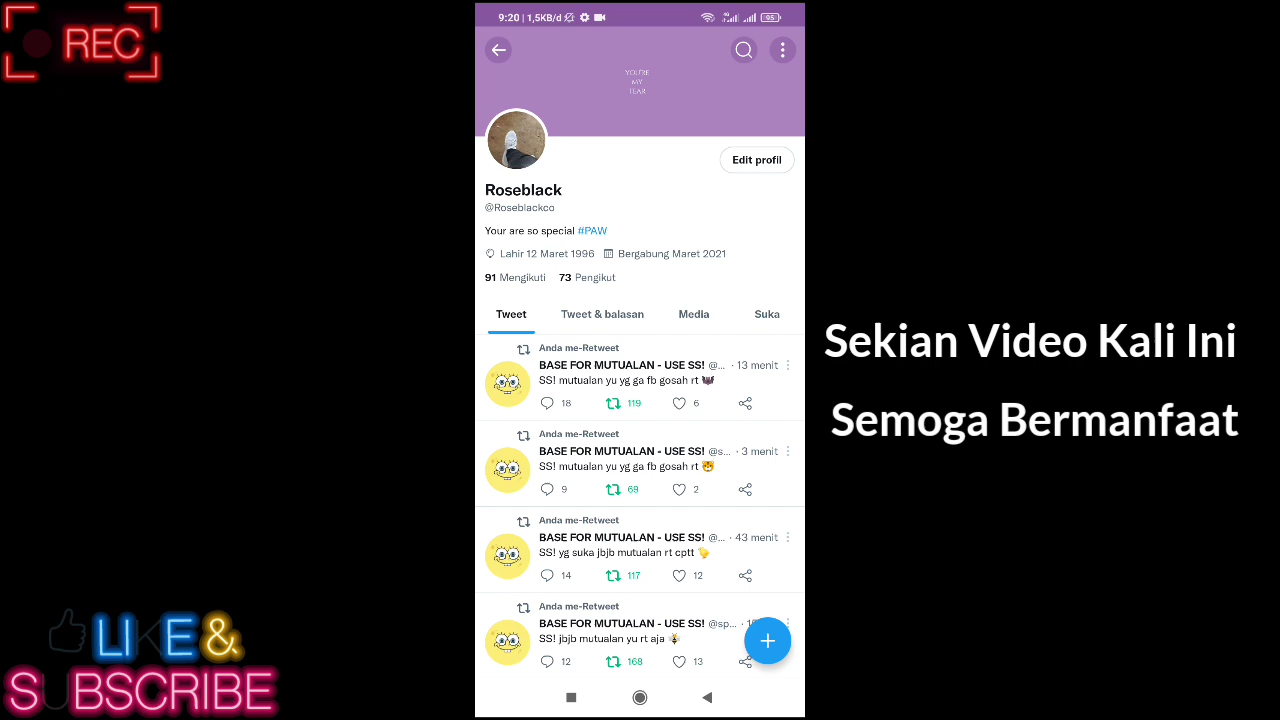 REC
9:20 | 1,5KB/d
4G
95
YOU'RE
MY
TEAR
Edit profil
Roseblack
@Roseblackco
Your are so special #PAW
Lahir 12 Maret 1996 Bergabung Maret 2021
91 Mengikuti 73 Pengikut
Tweet Tweet & balasan Media Suka
Anda me-Retweet
BASE FOR MUTUALAN - USE SS! @... · 13 menit
SS! mutualan yu yg ga fb gosah rt 🦇
18 119 6
Anda me-Retweet
BASE FOR MUTUALAN - USE SS! @s... · 3 menit
SS! mutualan yu yg ga fb gosah rt 🐯
9 69 2
Anda me-Retweet
BASE FOR MUTUALAN - USE SS! @... · 43 menit
SS! yg suka jbjb mutualan rt cptt
14 117 12
Anda me-Retweet
BASE FOR MUTUALAN - USE SS! @sp... ·
SS! jbjb mutualan yu rt aja
12 168 13
Sekian Video Kali Ini
Semoga Bermanfaat
LIKE &
SUBSCRIBE